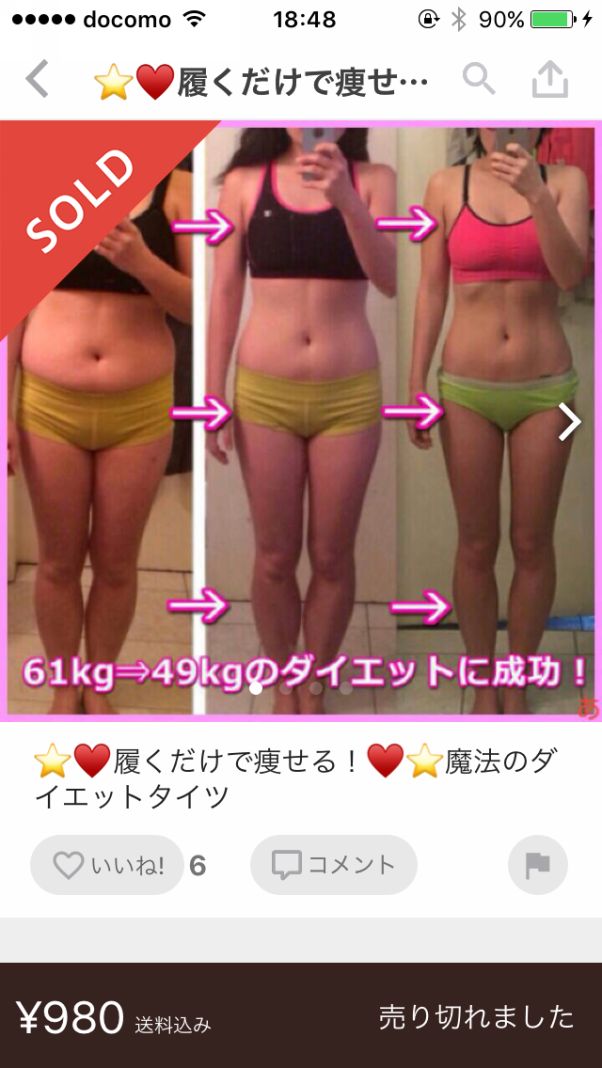 docomo 18:48 90%
⭐♥️履くだけで痩せ…
SOLD
61kg⇒49kgのダイエットに成功！
あ
⭐♥️履くだけで痩せる！♥️⭐魔法のダ
イエットタイツ
いいね! 6 コメント
¥980 送料込み 売り切れました